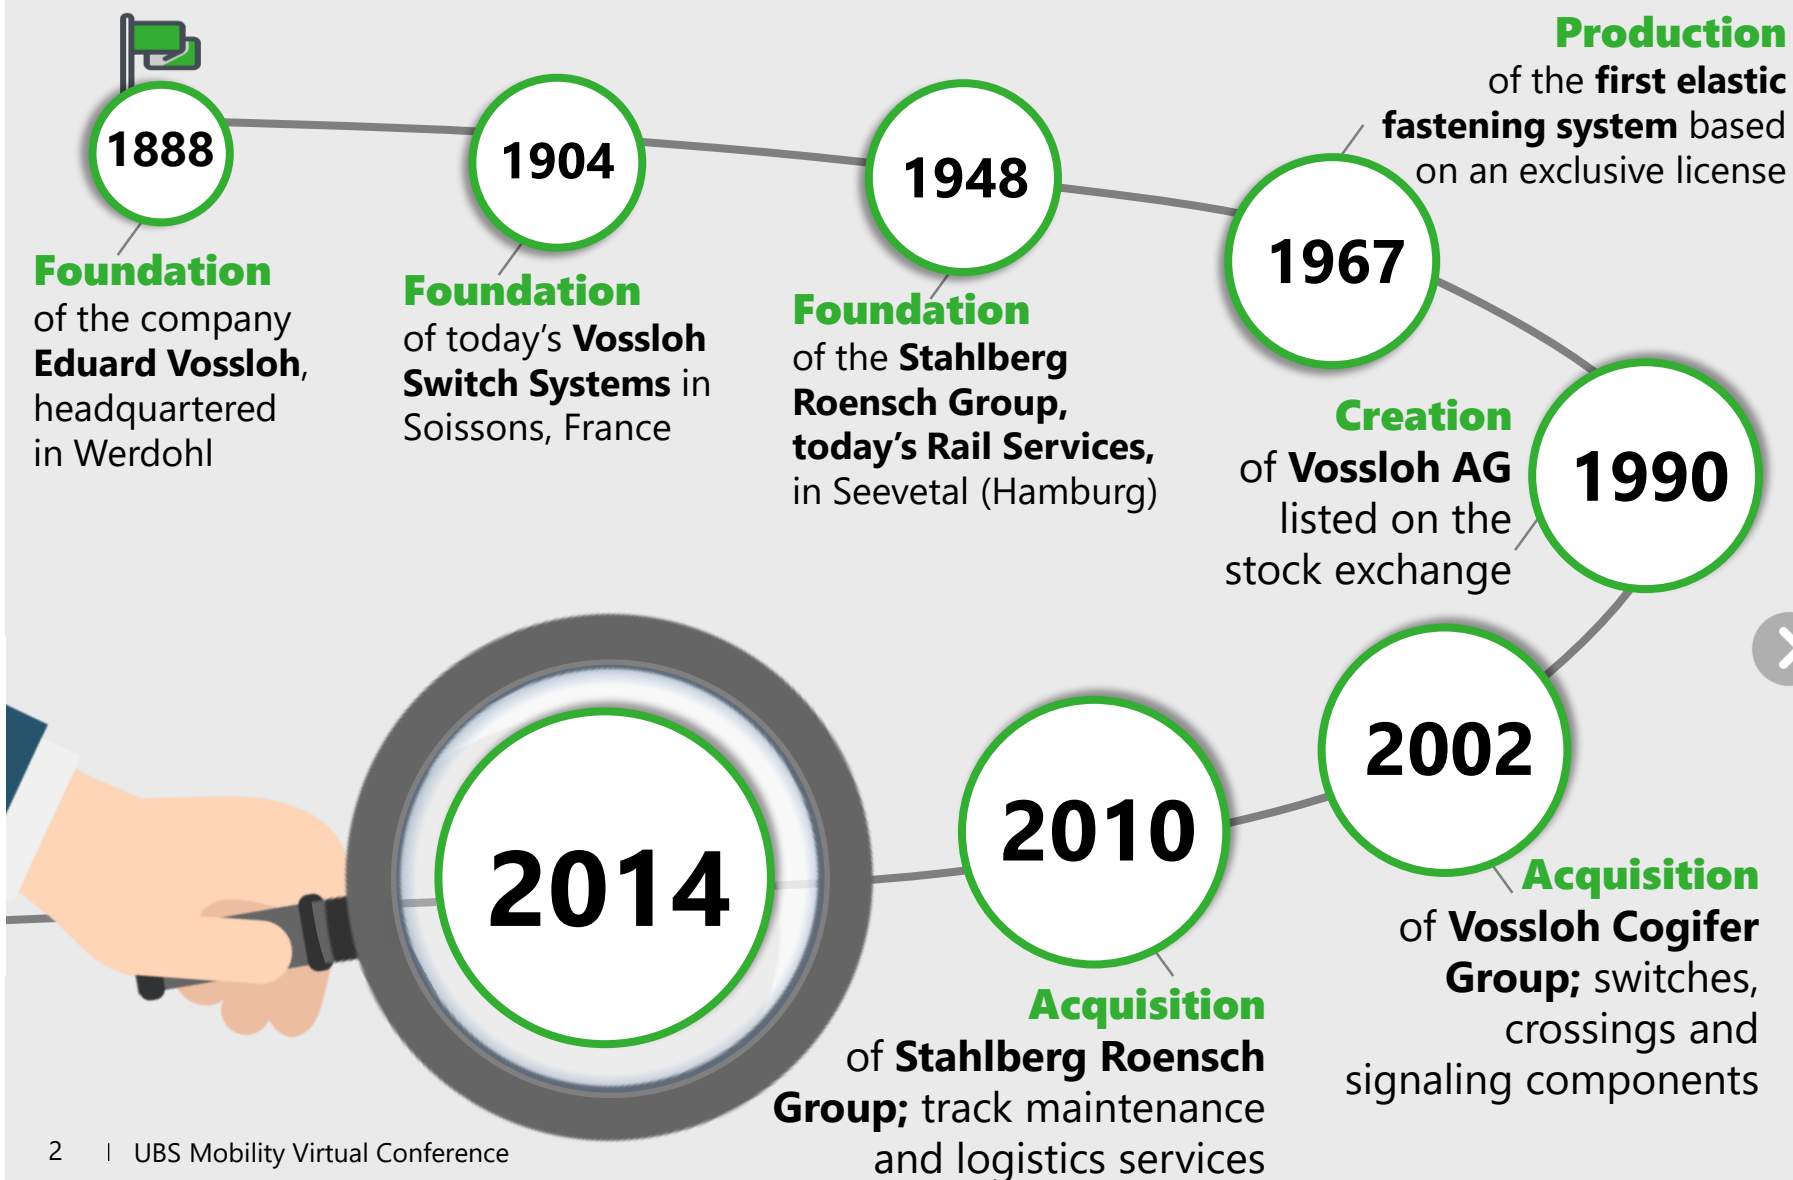 1888
Foundation
of the company
Eduard Vossloh,
headquartered
in Werdohl
1904
Foundation
of today’s Vossloh
Switch Systems in
Soissons, France
1948
Foundation
of the Stahlberg
Roensch Group,
today’s Rail Services,
in Seevetal (Hamburg)
1967
Production
of the first elastic
fastening system based
on an exclusive license
1990
Creation
of Vossloh AG
listed on the
stock exchange
2002
Acquisition
of Vossloh Cogifer
Group; switches,
crossings and
signaling components
2010
Acquisition
of Stahlberg Roensch
Group; track maintenance
and logistics services
2014
2 | UBS Mobility Virtual Conference